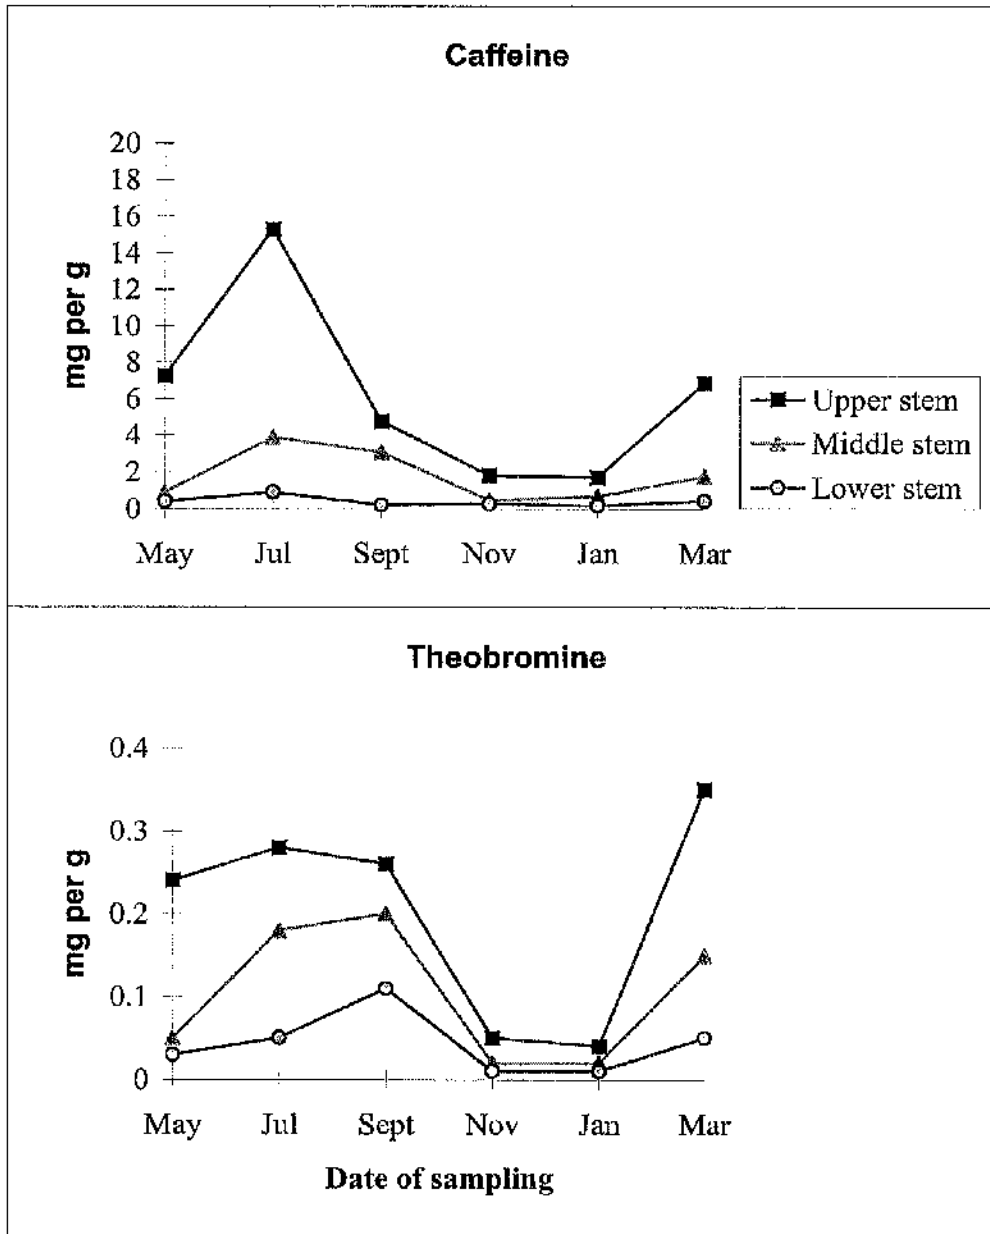 Caffeine
20
18
16
14
12
10
8
6
4
2
0
mg per g
May Jul Sept Nov Jan Mar
Upper stem
Middle stem
Lower stem
Theobromine
0.4
0.3
0.2
0.1
0
mg per g
May Jul Sept Nov Jan Mar
Date of sampling